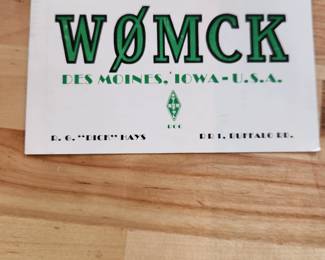 WØMCK
DES MOINES, IOWA - U.S.A.
R. G. "DICK" HAYS
RR 1, BUFFALO RD.